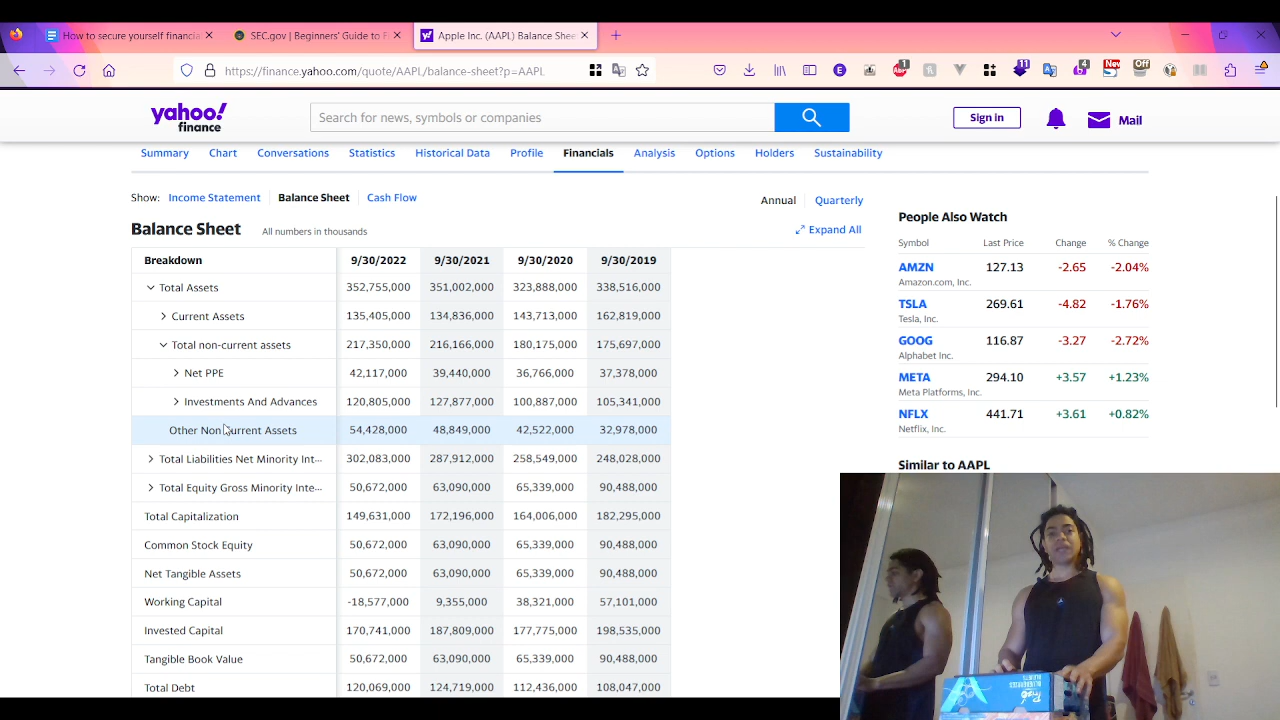 How to secure yourself financial
SEC.gov | Beginners' Guide to F
Apple Inc. (AAPL) Balance Shee
https://finance.yahoo.com/quote/AAPL/balance-sheet?p=AAPL
1 11 4 New Off
yahoo! finance
Search for news, symbols or companies
Sign in
Mail
Summary Chart Conversations Statistics Historical Data Profile Financials Analysis Options Holders Sustainability
Show: Income Statement Balance Sheet Cash Flow
Annual Quarterly
Balance Sheet All numbers in thousands
Expand All
Breakdown 9/30/2022 9/30/2021 9/30/2020 9/30/2019
Total Assets 352,755,000 351,002,000 323,888,000 338,516,000
Current Assets 135,405,000 134,836,000 143,713,000 162,819,000
Total non-current assets 217,350,000 216,166,000 180,175,000 175,697,000
Net PPE 42,117,000 39,440,000 36,766,000 37,378,000
Investments And Advances 120,805,000 127,877,000 100,887,000 105,341,000
Other Non Current Assets 54,428,000 48,849,000 42,522,000 32,978,000
Total Liabilities Net Minority Int... 302,083,000 287,912,000 258,549,000 248,028,000
Total Equity Gross Minority Inte... 50,672,000 63,090,000 65,339,000 90,488,000
Total Capitalization 149,631,000 172,196,000 164,006,000 182,295,000
Common Stock Equity 50,672,000 63,090,000 65,339,000 90,488,000
Net Tangible Assets 50,672,000 63,090,000 65,339,000 90,488,000
Working Capital -18,577,000 9,355,000 38,321,000 57,101,000
Invested Capital 170,741,000 187,809,000 177,775,000 198,535,000
Tangible Book Value 50,672,000 63,090,000 65,339,000 90,488,000
Total Debt 120,069,000 124,719,000 112,436,000 108,047,000
People Also Watch
Symbol Last Price Change % Change
AMZN 127.13 -2.65 -2.04%
Amazon.com, Inc.
TSLA 269.61 -4.82 -1.76%
Tesla, Inc.
GOOG 116.87 -3.27 -2.72%
Alphabet Inc.
META 294.10 +3.57 +1.23%
Meta Platforms, Inc.
NFLX 441.71 +3.61 +0.82%
Netflix, Inc.
Similar to AAPL